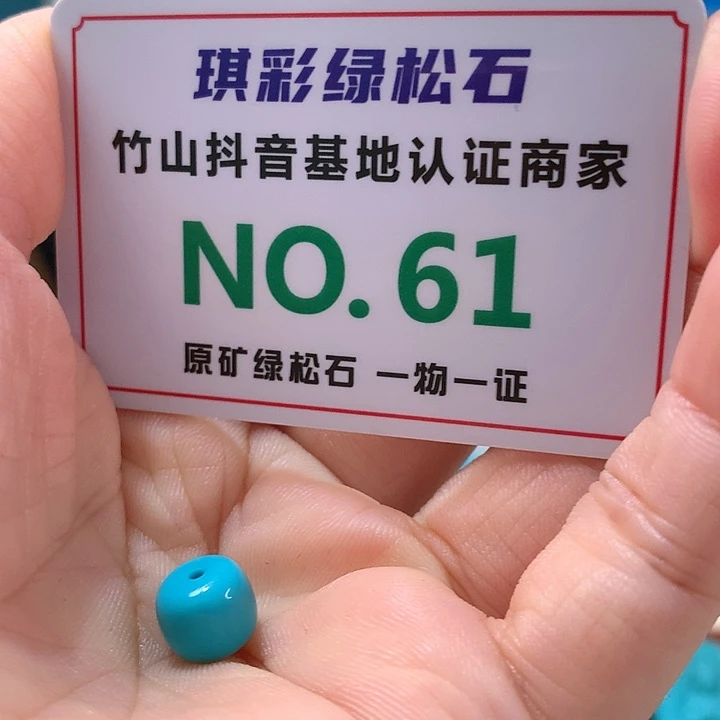 琪彩绿松石
竹山抖音基地认证商家
NO.61
原矿绿松石 一物一证